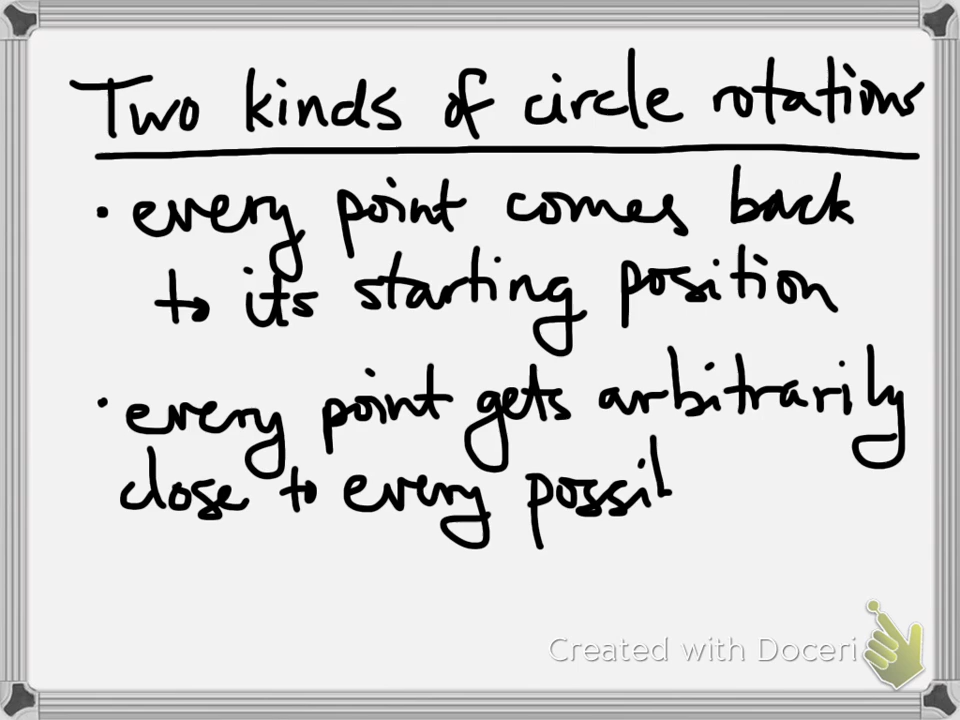 Two kinds of circle rotations
• every point comes back
to its starting position
• every point gets arbitrarily
close to every possi
Created with Doceri